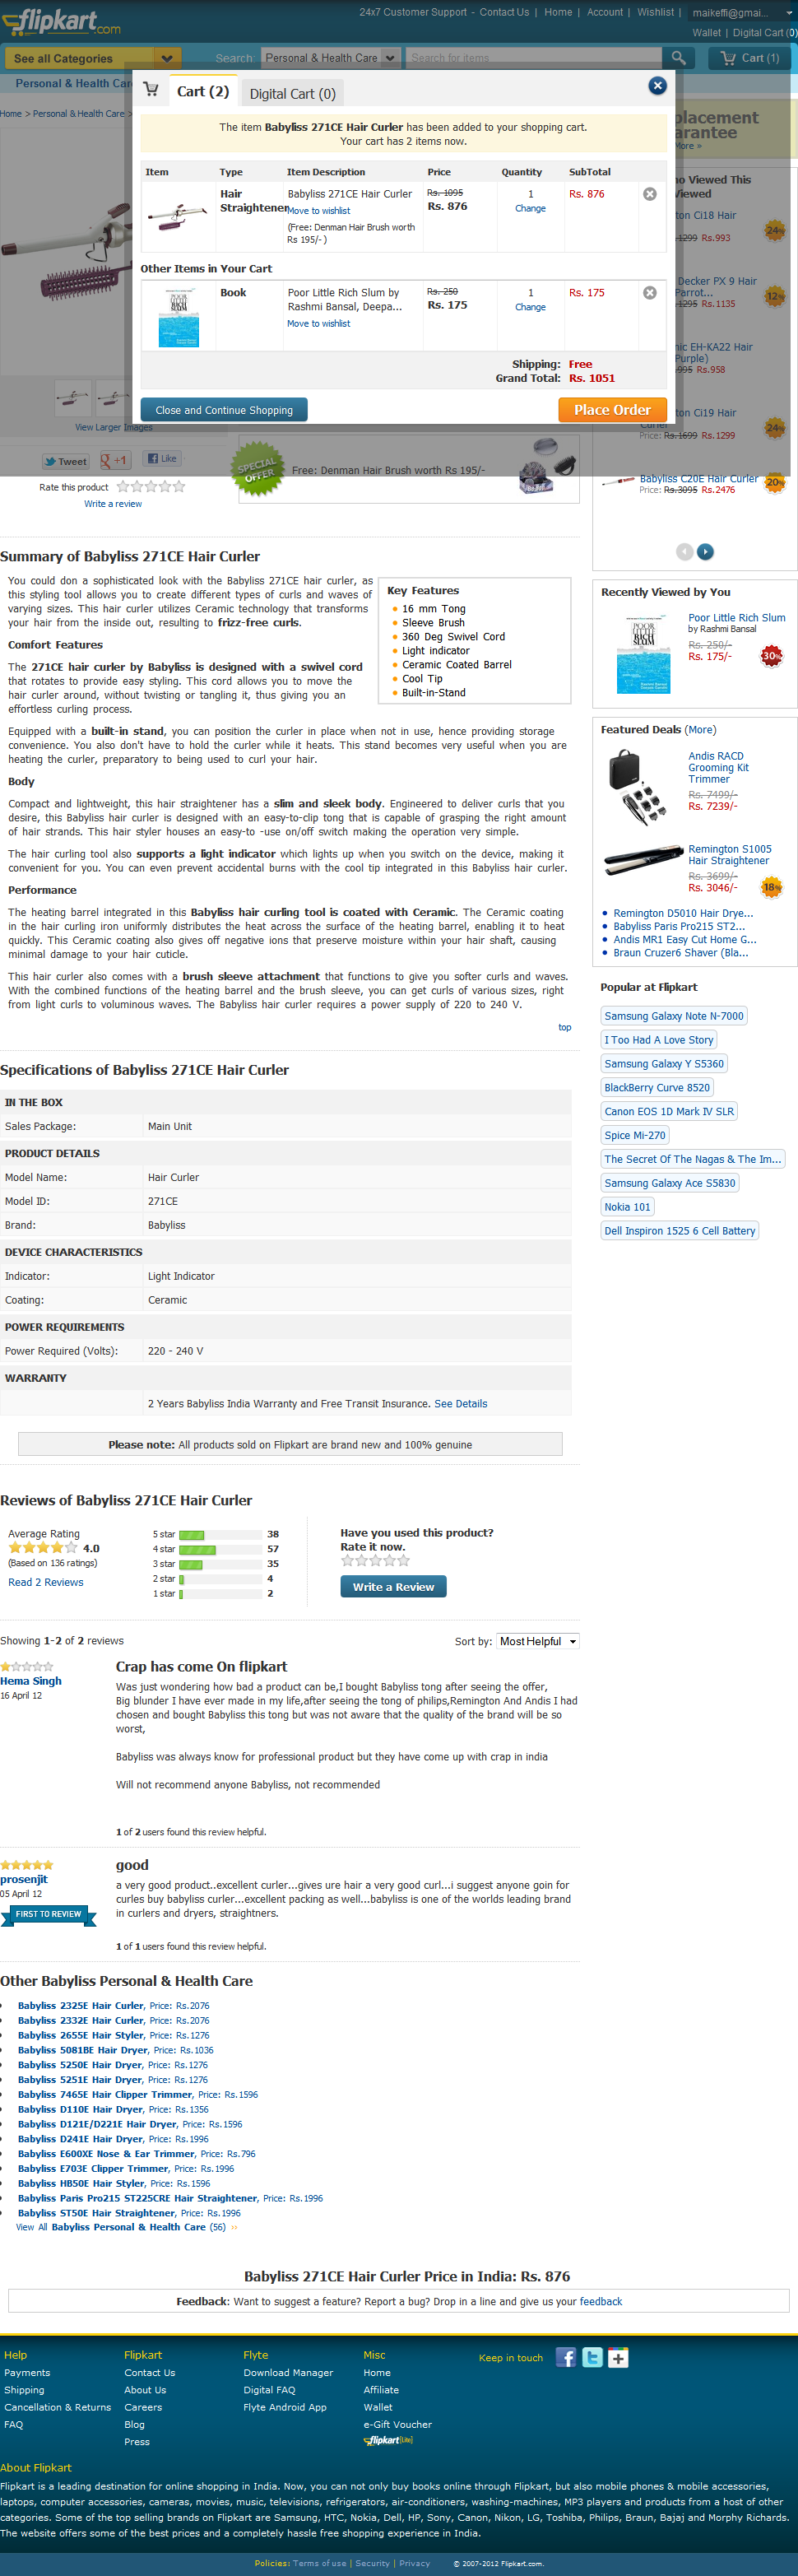 flipkart.com
24x7 Customer Support - Contact Us | Home | Account | Wishlist | maikeffi@gmai...
Wallet | Digital Cart (0)
See all Categories
Search: Personal & Health Care Search for items Cart (1)
Personal & Health Car
Home > Personal & Health Care >
Cart (2) Digital Cart (0)
The item Babyliss 271CE Hair Curler has been added to your shopping cart.
Your cart has 2 items now.
Item Type Item Description Price Quantity SubTotal
Hair Straightener Babyliss 271CE Hair Curler Rs. 1095 1 Rs. 876
Move to wishlist Rs. 876 Change
(Free: Denman Hair Brush worth
Rs 195/- )
Other Items in Your Cart
Book Poor Little Rich Slum by Rs. 250 1 Rs. 175
Rashmi Bansal, Deepa... Rs. 175 Change
Move to wishlist
Shipping: Free
Grand Total: Rs. 1051
Close and Continue Shopping Place Order
placement
arantee
More »
ho Viewed This
Viewed
ton Ci18 Hair
1299 Rs.993
24%
Decker PX 9 Hair
Parrot...
1295 Rs.1135
12%
nic EH-KA22 Hair
Purple)
995 Rs.958
ton Ci19 Hair
Curler
Price: Rs.1699 Rs.1299
24%
Babyliss C20E Hair Curler
Price: Rs.3095 Rs.2476
20%
View Larger Images
Tweet +1 Like
Rate this product
Write a review
SPECIAL OFFER
Free: Denman Hair Brush worth Rs 195/-
Summary of Babyliss 271CE Hair Curler
You could don a sophisticated look with the Babyliss 271CE hair curler, as
this styling tool allows you to create different types of curls and waves of
varying sizes. This hair curler utilizes Ceramic technology that transforms
your hair from the inside out, resulting to frizz-free curls.
Key Features
16 mm Tong
Sleeve Brush
360 Deg Swivel Cord
Light indicator
Ceramic Coated Barrel
Cool Tip
Built-in-Stand
Comfort Features
The 271CE hair curler by Babyliss is designed with a swivel cord
that rotates to provide easy styling. This cord allows you to move the
hair curler around, without twisting or tangling it, thus giving you an
effortless curling process.
Equipped with a built-in stand, you can position the curler in place when not in use, hence providing storage
convenience. You also don't have to hold the curler while it heats. This stand becomes very useful when you are
heating the curler, preparatory to being used to curl your hair.
Body
Compact and lightweight, this hair straightener has a slim and sleek body. Engineered to deliver curls that you
desire, this Babyliss hair curler is designed with an easy-to-clip tong that is capable of grasping the right amount
of hair strands. This hair styler houses an easy-to -use on/off switch making the operation very simple.
The hair curling tool also supports a light indicator which lights up when you switch on the device, making it
convenient for you. You can even prevent accidental burns with the cool tip integrated in this Babyliss hair curler.
Performance
The heating barrel integrated in this Babyliss hair curling tool is coated with Ceramic. The Ceramic coating
in the hair curling iron uniformly distributes the heat across the surface of the heating barrel, enabling it to heat
quickly. This Ceramic coating also gives off negative ions that preserve moisture within your hair shaft, causing
minimal damage to your hair cuticle.
This hair curler also comes with a brush sleeve attachment that functions to give you softer curls and waves.
With the combined functions of the heating barrel and the brush sleeve, you can get curls of various sizes, right
from light curls to voluminous waves. The Babyliss hair curler requires a power supply of 220 to 240 V.
top
Recently Viewed by You
POOR LITTLE RICH SLUM
Poor Little Rich Slum
by Rashmi Bansal
Rs. 250/-
Rs. 175/-
30%
Featured Deals (More)
Andis RACD
Grooming Kit
Trimmer
Rs. 7499/-
Rs. 7239/-
Remington S1005
Hair Straightener
Rs. 3699/-
Rs. 3046/-
18%
Remington D5010 Hair Drye...
Babyliss Paris Pro215 ST2...
Andis MR1 Easy Cut Home G...
Braun Cruzer6 Shaver (Bla...
Popular at Flipkart
Samsung Galaxy Note N-7000
I Too Had A Love Story
Samsung Galaxy Y S5360
BlackBerry Curve 8520
Canon EOS 1D Mark IV SLR
Spice Mi-270
The Secret Of The Nagas & The Im...
Samsung Galaxy Ace S5830
Nokia 101
Dell Inspiron 1525 6 Cell Battery
Specifications of Babyliss 271CE Hair Curler
IN THE BOX
Sales Package: Main Unit
PRODUCT DETAILS
Model Name: Hair Curler
Model ID: 271CE
Brand: Babyliss
DEVICE CHARACTERISTICS
Indicator: Light Indicator
Coating: Ceramic
POWER REQUIREMENTS
Power Required (Volts): 220 - 240 V
WARRANTY
2 Years Babyliss India Warranty and Free Transit Insurance. See Details
Please note: All products sold on Flipkart are brand new and 100% genuine
Reviews of Babyliss 271CE Hair Curler
Average Rating
4.0
(Based on 136 ratings)
Read 2 Reviews
5 star 38
4 star 57
3 star 35
2 star 4
1 star 2
Have you used this product?
Rate it now.
Write a Review
Showing 1-2 of 2 reviews Sort by: Most Helpful
Hema Singh
16 April 12
Crap has come On flipkart
Was just wondering how bad a product can be,I bought Babyliss tong after seeing the offer,
Big blunder I have ever made in my life,after seeing the tong of philips,Remington And Andis I had
chosen and bought Babyliss this tong but was not aware that the quality of the brand will be so
worst,
Babyliss was always know for professional product but they have come up with crap in india
Will not recommend anyone Babyliss, not recommended
1 of 2 users found this review helpful.
prosenjit
05 April 12
FIRST TO REVIEW
good
a very good product..excellent curler...gives ure hair a very good curl...i suggest anyone goin for
curles buy babyliss curler...excellent packing as well...babyliss is one of the worlds leading brand
in curlers and dryers, straightners.
1 of 1 users found this review helpful.
Other Babyliss Personal & Health Care
Babyliss 2325E Hair Curler, Price: Rs.2076
Babyliss 2332E Hair Curler, Price: Rs.2076
Babyliss 2655E Hair Styler, Price: Rs.1276
Babyliss 5081BE Hair Dryer, Price: Rs.1036
Babyliss 5250E Hair Dryer, Price: Rs.1276
Babyliss 5251E Hair Dryer, Price: Rs.1276
Babyliss 7465E Hair Clipper Trimmer, Price: Rs.1596
Babyliss D110E Hair Dryer, Price: Rs.1356
Babyliss D121E/D221E Hair Dryer, Price: Rs.1596
Babyliss D241E Hair Dryer, Price: Rs.1996
Babyliss E600XE Nose & Ear Trimmer, Price: Rs.796
Babyliss E703E Clipper Trimmer, Price: Rs.1996
Babyliss HB50E Hair Styler, Price: Rs.1596
Babyliss Paris Pro215 ST225CRE Hair Straightener, Price: Rs.1996
Babyliss ST50E Hair Straightener, Price: Rs.1996
View All Babyliss Personal & Health Care (56) »
Babyliss 271CE Hair Curler Price in India: Rs. 876
Feedback: Want to suggest a feature? Report a bug? Drop in a line and give us your feedback
Help Flipkart Flyte Misc Keep in touch
Payments Contact Us Download Manager Home
Shipping About Us Digital FAQ Affiliate
Cancellation & Returns Careers Flyte Android App Wallet
FAQ Blog e-Gift Voucher
Press flipkart[Lite]
About Flipkart
Flipkart is a leading destination for online shopping in India. Now, you can not only buy books online through Flipkart, but also mobile phones & mobile accessories,
laptops, computer accessories, cameras, movies, music, televisions, refrigerators, air-conditioners, washing-machines, MP3 players and products from a host of other
categories. Some of the top selling brands on Flipkart are Samsung, HTC, Nokia, Dell, HP, Sony, Canon, Nikon, LG, Toshiba, Philips, Braun, Bajaj and Morphy Richards.
The website offers some of the best prices and a completely hassle free shopping experience in India.
Policies: Terms of use | Security | Privacy © 2007-2012 Flipkart.com.